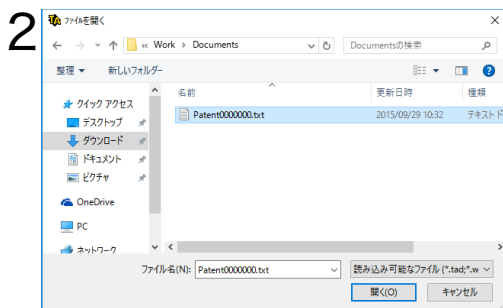 2
ファイルを開く
« Work > Documents
Documentsの検索
整理
新しいフォルダー
名前
更新日時
種類
クイック アクセス
デスクトップ
ダウンロード
ドキュメント
ピクチャ
OneDrive
PC
ネットワーク
Patent0000000.txt
2015/09/29 10:32
テキスト ド
ファイル名(N):
Patent0000000.txt
読み込み可能なファイル (*.tad;*.w
開く(O)
キャンセル